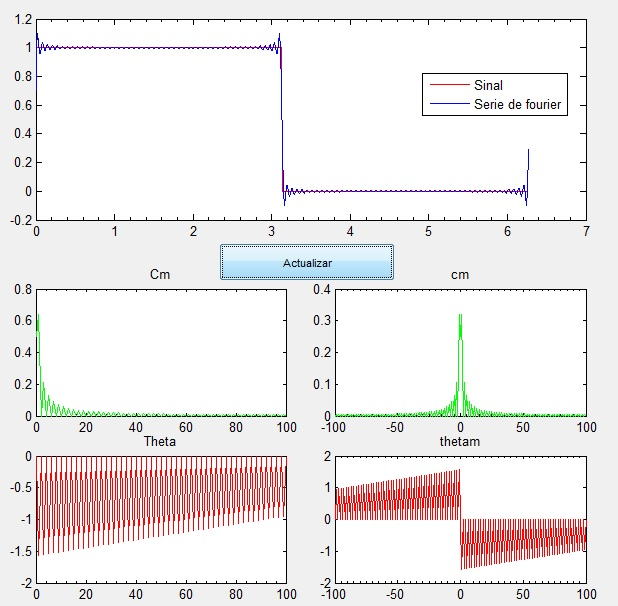 1.2
1
0.8
0.6
0.4
0.2
0
-0.2
0 1 2 3 4 5 6 7
Sinal
Serie de fourier
Actualizar
Cm
cm
0.8
0.6
0.4
0.2
0
0 20 40 60 80 100
0.4
0.3
0.2
0.1
0
-100 -50 0 50 100
Theta
thetam
0
-0.5
-1
-1.5
-2
0 20 40 60 80 100
2
1
0
-1
-2
-100 -50 0 50 100